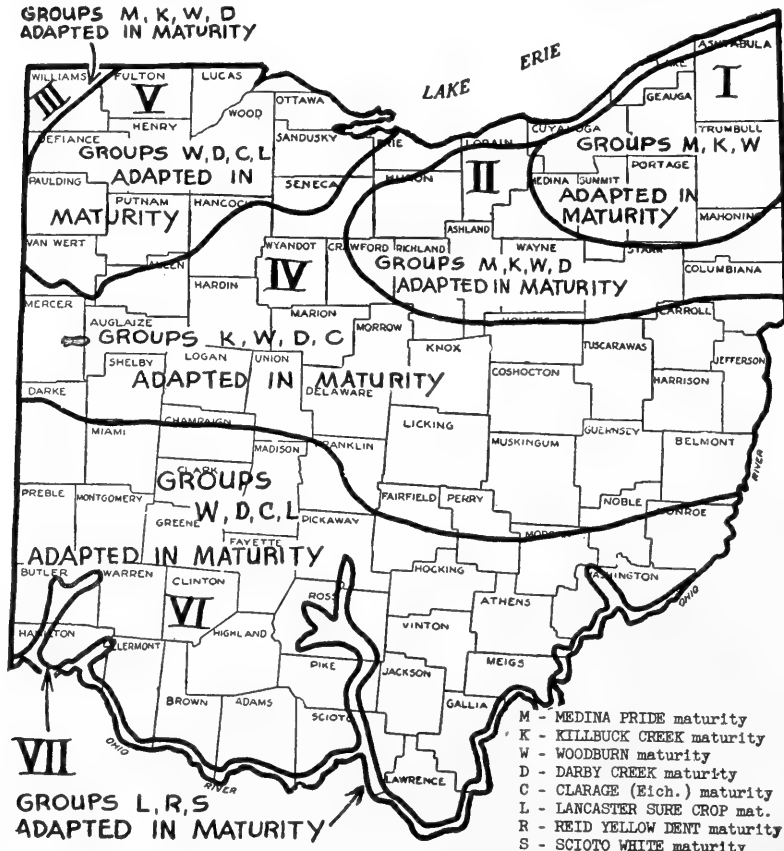 GROUPS M, K, W, D
ADAPTED IN MATURITY
LAKE ERIE
ASHTABULA
LAKE
I
WILLIAMS
FULTON
LUCAS
GEAUGA
III
V
OTTAWA
WOOD
CUYAHOGA
TRUMBULL
HENRY
SANDUSKY
ERIE
LORAIN
GROUPS M, K, W
DEFIANCE
GROUPS W, D, C, L
II
PORTAGE
ADAPTED IN
SENECA
HURON
MEDINA
SUMMIT
ADAPTED IN
PAULDING
MATURITY
PUTNAM
HANCOCK
MATURITY
MAHONING
ASHLAND
VAN WERT
WYANDOT
CRAWFORD
RICHLAND
WAYNE
STARK
ALLEN
IV
GROUPS M, K, W, D
COLUMBIANA
HARDIN
ADAPTED IN MATURITY
MERCER
MARION
CARROLL
AUGLAIZE
MORROW
HOLMES
GROUPS K, W, D, C
KNOX
TUSCARAWAS
JEFFERSON
SHELBY
LOGAN
UNION
COSHOCTON
ADAPTED IN MATURITY
HARRISON
DARKE
DELAWARE
CHAMPAIGN
LICKING
MIAMI
GUERNSEY
MADISON
FRANKLIN
MUSKINGUM
BELMONT
CLARK
RIVER
GROUPS
PREBLE
MONTGOMERY
FAIRFIELD
PERRY
NOBLE
W, D, C, L
GREENE
PICKAWAY
MONROE
FAYETTE
MORGAN
ADAPTED IN MATURITY
HOCKING
BUTLER
WARREN
CLINTON
WASHINGTON
ROSS
ATHENS
OHIO
VI
VINTON
HAMILTON
HIGHLAND
CLERMONT
PIKE
MEIGS
JACKSON
BROWN
ADAMS
GALLIA
SCIOTO
M - MEDINA PRIDE maturity
VII
OHIO
K - KILLBUCK CREEK maturity
W - WOODBURN maturity
RIVER
LAWRENCE
D - DARBY CREEK maturity
GROUPS L, R, S
C - CLARAGE (Eich.) maturity
ADAPTED IN MATURITY
L - LANCASTER SURE CROP mat.
R - REID YELLOW DENT maturity
S - SCIOTO WHITE maturity